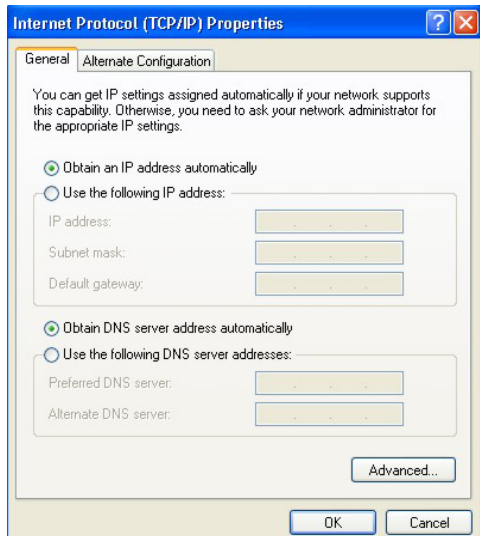 Internet Protocol (TCP/IP) Properties
General Alternate Configuration
You can get IP settings assigned automatically if your network supports
this capability. Otherwise, you need to ask your network administrator for
the appropriate IP settings.
Obtain an IP address automatically
Use the following IP address:
IP address:
Subnet mask:
Default gateway:
Obtain DNS server address automatically
Use the following DNS server addresses:
Preferred DNS server:
Alternate DNS server:
Advanced...
OK Cancel